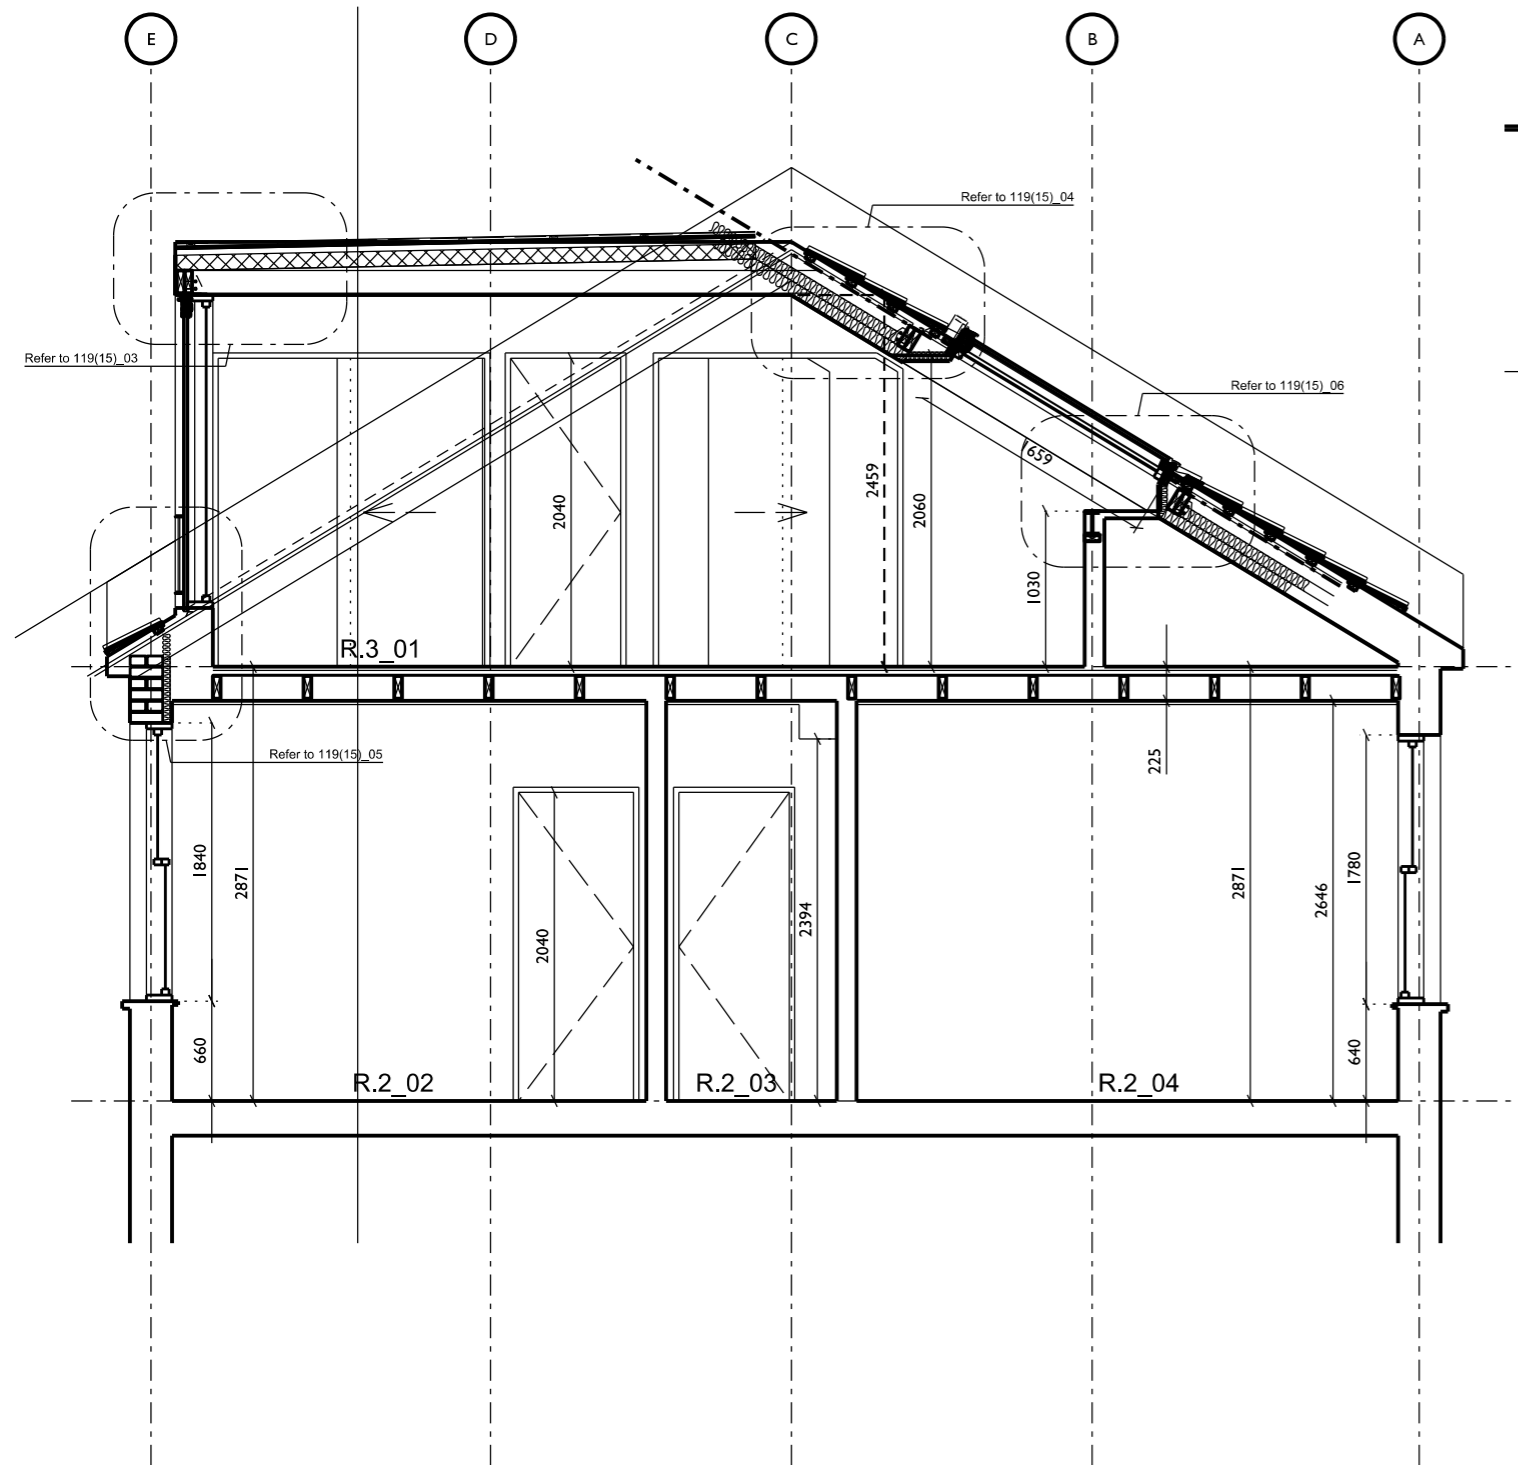 E
D
C
B
A
Refer to 119(15)_04
Refer to 119(15)_03
Refer to 119(15)_06
1659
2459
2040
2060
1030
R.3_01
Refer to 119(15)_05
225
1840
2871
2871
1780
2646
2394
2040
660
640
R.2_02
R.2_03
R.2_04